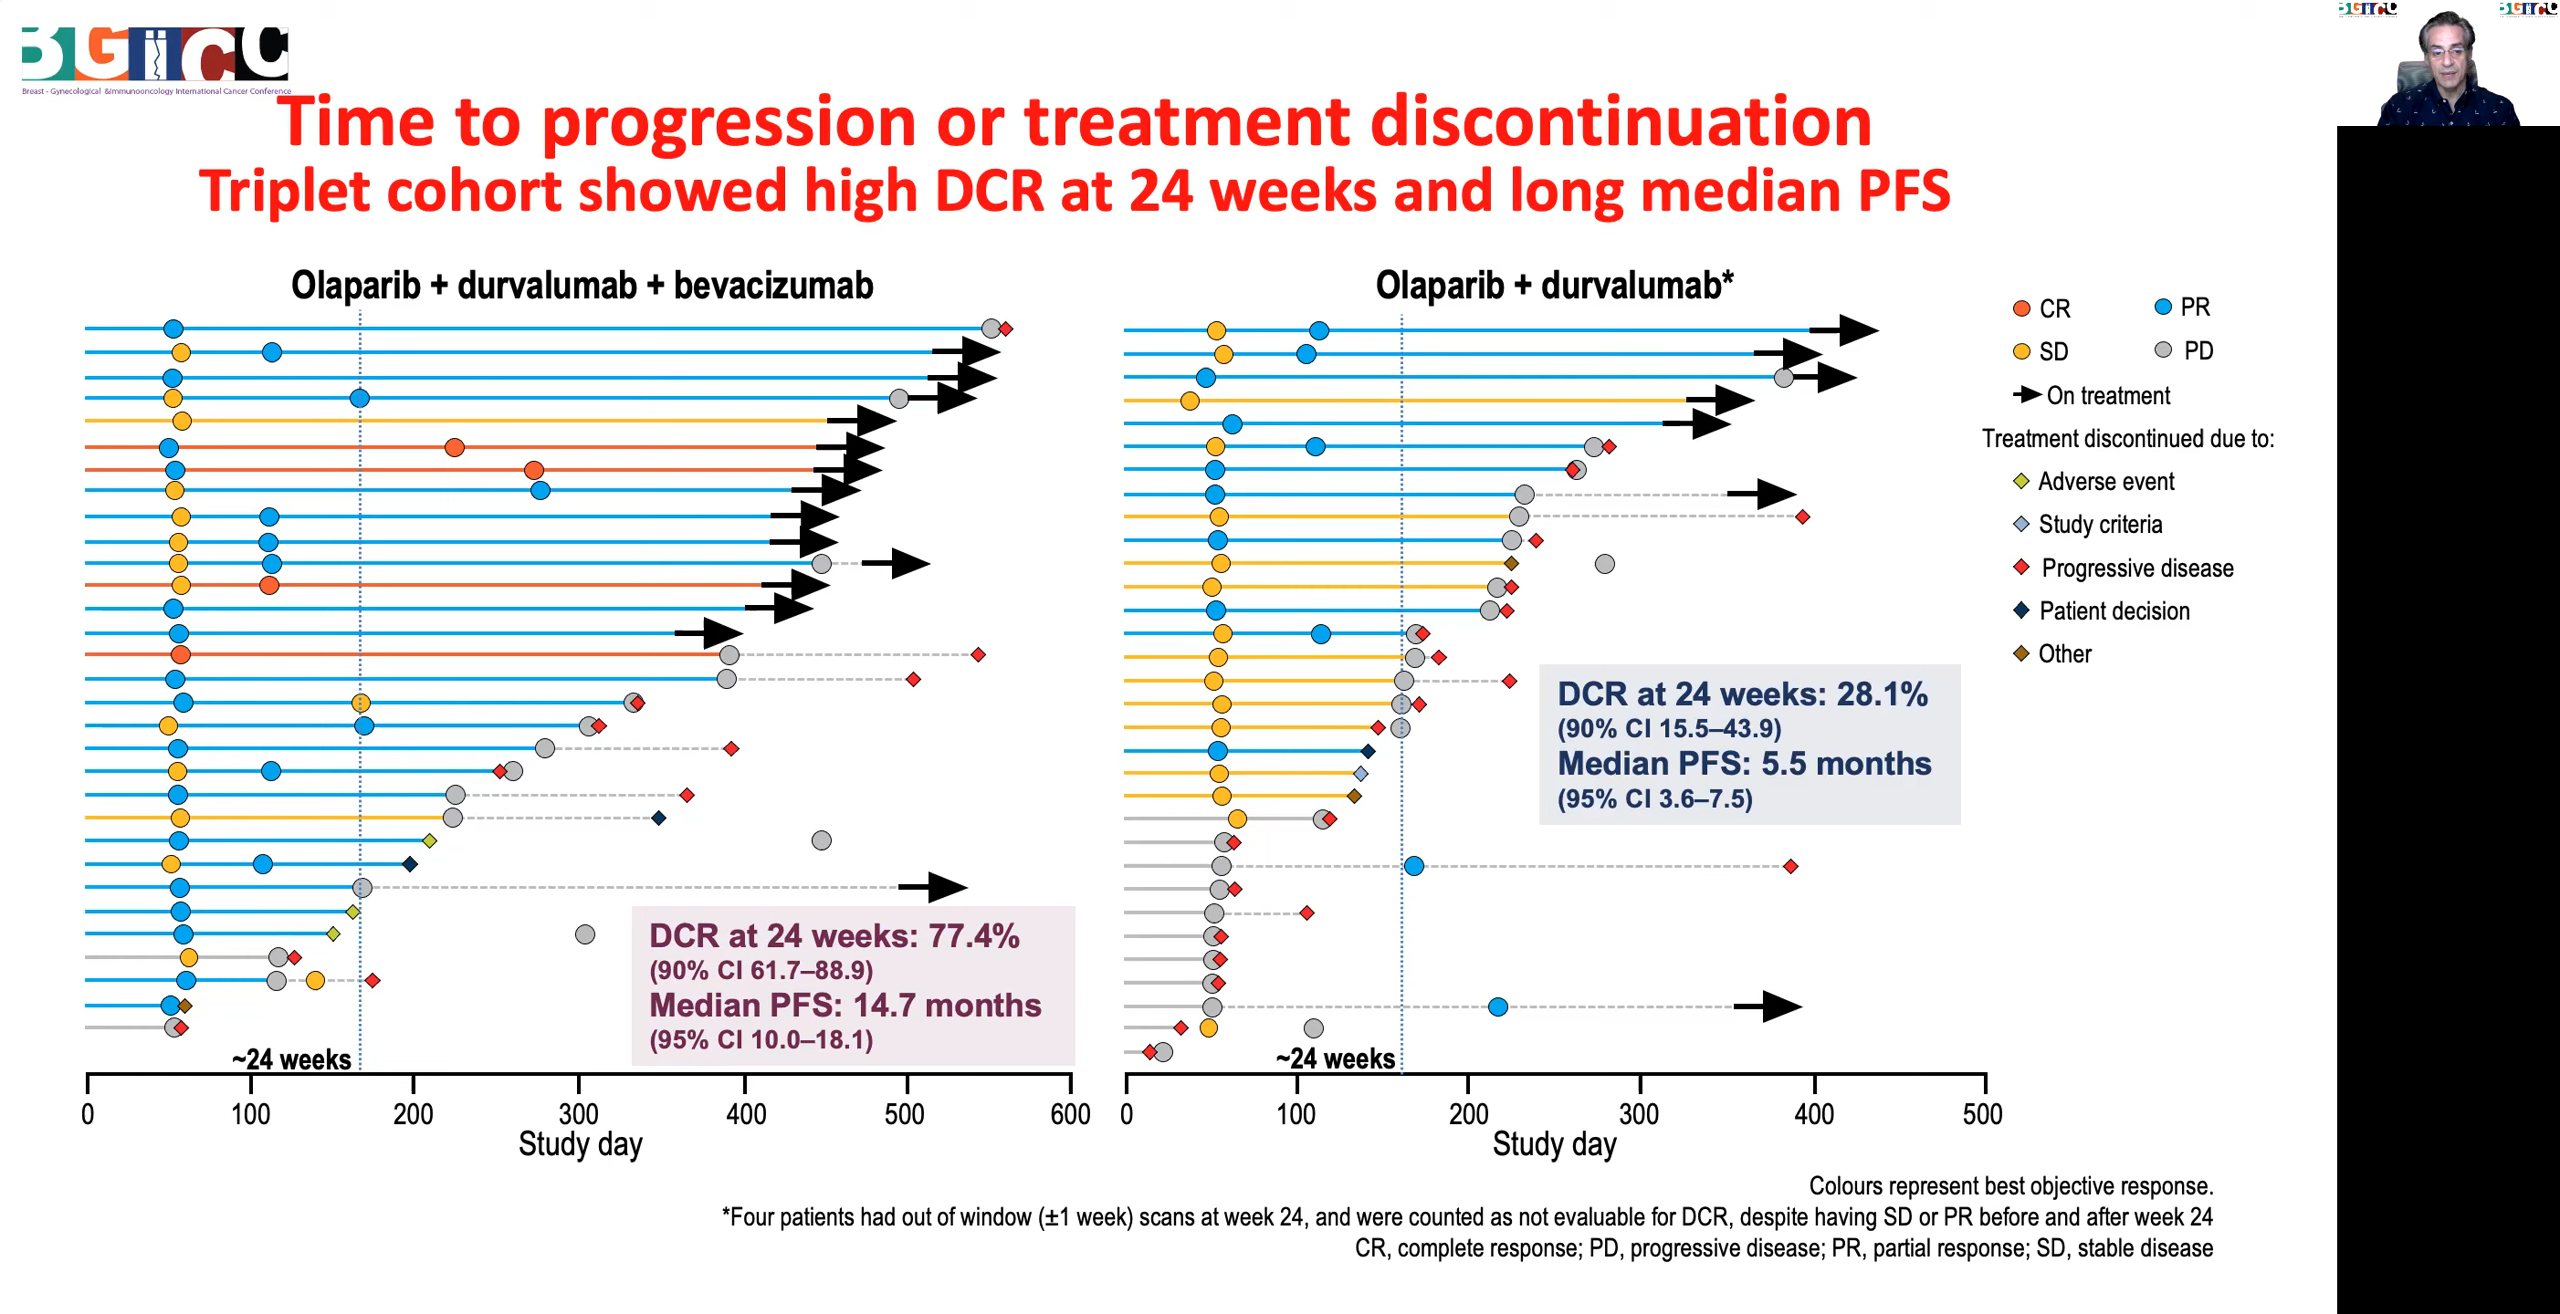 BGiCC
Breast - Gynecological &Immunooncology International Cancer Conference
Time to progression or treatment discontinuation
Triplet cohort showed high DCR at 24 weeks and long median PFS
Olaparib + durvalumab + bevacizumab
DCR at 24 weeks: 77.4%
(90% CI 61.7–88.9)
Median PFS: 14.7 months
(95% CI 10.0–18.1)
~24 weeks
0 100 200 300 400 500 600
Study day
Olaparib + durvalumab*
DCR at 24 weeks: 28.1%
(90% CI 15.5–43.9)
Median PFS: 5.5 months
(95% CI 3.6–7.5)
~24 weeks
0 100 200 300 400 500
Study day
CR PR
SD PD
On treatment
Treatment discontinued due to:
Adverse event
Study criteria
Progressive disease
Patient decision
Other
Colours represent best objective response.
*Four patients had out of window (±1 week) scans at week 24, and were counted as not evaluable for DCR, despite having SD or PR before and after week 24
CR, complete response; PD, progressive disease; PR, partial response; SD, stable disease